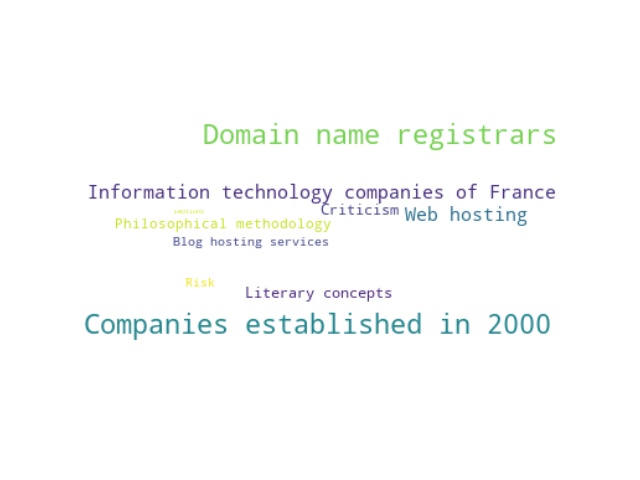 Domain name registrars
Information technology companies of France
Criticism
Web hosting
Philosophical methodology
Blog hosting services
Risk
Literary concepts
Companies established in 2000